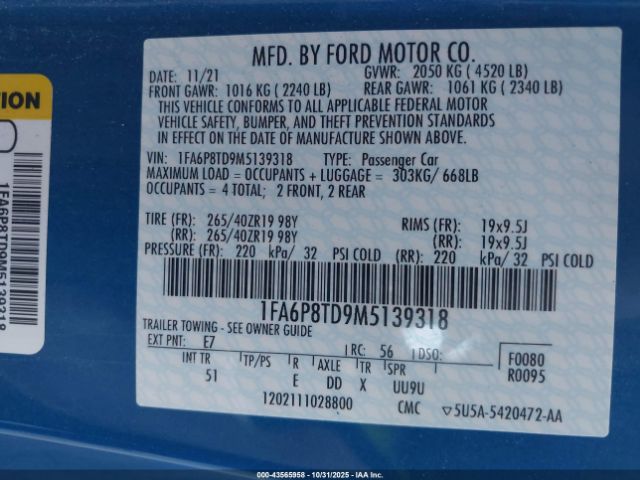 MFD. BY FORD MOTOR CO.
DATE: 11/21 GVWR: 2050 KG ( 4520 LB)
FRONT GAWR: 1016 KG ( 2240 LB) REAR GAWR: 1061 KG ( 2340 LB)
THIS VEHICLE CONFORMS TO ALL APPLICABLE FEDERAL MOTOR
VEHICLE SAFETY, BUMPER, AND THEFT PREVENTION STANDARDS
IN EFFECT ON THE DATE OF MANUFACTURE SHOWN ABOVE.
VIN: 1FA6P8TD9M5139318 TYPE: Passenger Car
MAXIMUM LOAD = OCCUPANTS + LUGGAGE = 303KG/ 668LB
OCCUPANTS = 4 TOTAL; 2 FRONT, 2 REAR
TIRE (FR): 265/40ZR19 98Y RIMS (FR): 19x9.5J
(RR): 265/40ZR19 98Y (RR): 19x9.5J
PRESSURE (FR): 220 kPa/ 32 PSI COLD (RR): 220 kPa/ 32 PSI COLD
1FA6P8TD9M5139318
TRAILER TOWING - SEE OWNER GUIDE
EXT PNT: E7 RC: 56 DSO: F0080
INT TR TP/PS R AXLE TR SPR R0095
51 E DD X UU9U
1202111028800 CMC ▽5U5A-5420472-AA
TION
1FA6P8TD9M5139318
000-43565958 - 10/31/2025 - IAAI.COM